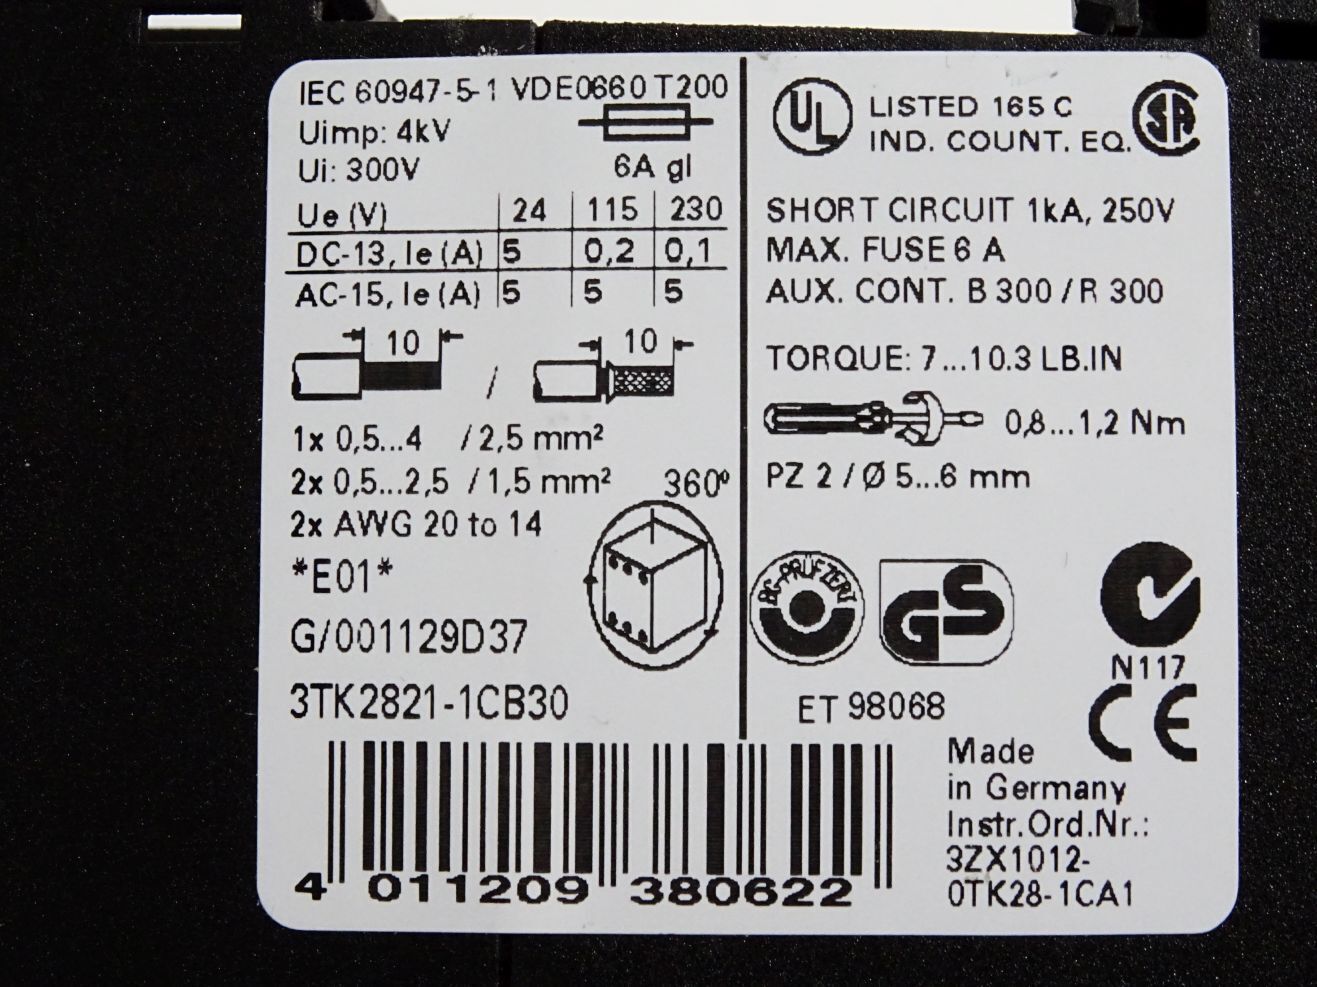 IEC 60947-5-1 VDE0660 T200
Uimp: 4kV
Ui: 300V
6A gl
Ue (V) 24 115 230
DC-13, Ie (A) 5 0,2 0,1
AC-15, Ie (A) 5 5 5
10 / 10
1x 0,5...4 / 2,5 mm²
2x 0,5...2,5 / 1,5 mm²
360°
2x AWG 20 to 14
*E01*
G/001129D37
3TK2821-1CB30
4 011209 380622
UL LISTED 165 C SA
IND. COUNT. EQ.
SHORT CIRCUIT 1kA, 250V
MAX. FUSE 6 A
AUX. CONT. B 300 / R 300
TORQUE: 7...10.3 LB.IN
0,8...1,2 Nm
PZ 2 / Ø 5...6 mm
BG-PRÜFZERT
GS
N117
ET 98068
CE
Made
in Germany
Instr.Ord.Nr.:
3ZX1012-
0TK28-1CA1